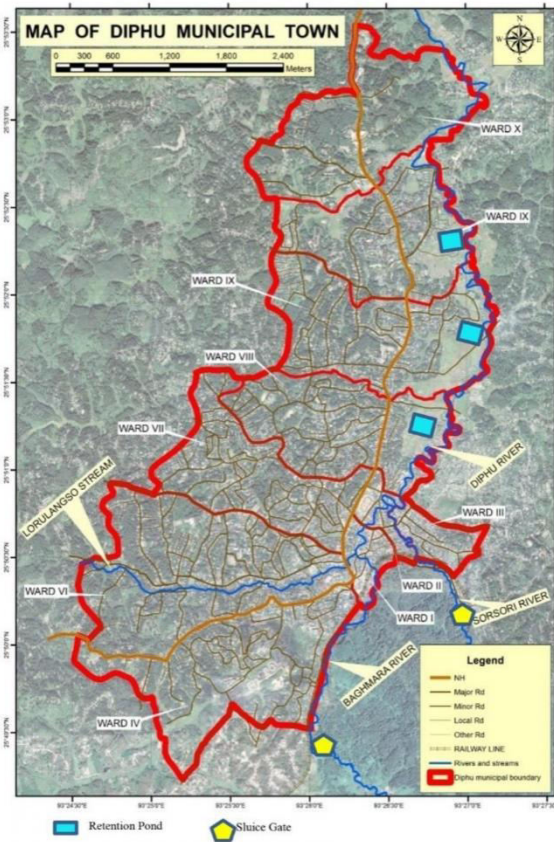 MAP OF DIPHU MUNICIPAL TOWN
0 300 600 1,200 1,800 2,400
Meters
N
W E
S
WARD X
WARD IX
WARD IX
WARD VIII
WARD VII
DIPHU RIVER
LORULANGSO STREAM
WARD III
WARD II
WARD VI
SORSORI RIVER
WARD I
BAGHMARA RIVER
WARD IV
Legend
NH
Major Rd
Minor Rd
Local Rd
Other Rd
RAILWAY LINE
Rivers and streams
Diphu municipal boundary
Retention Pond
Sluice Gate